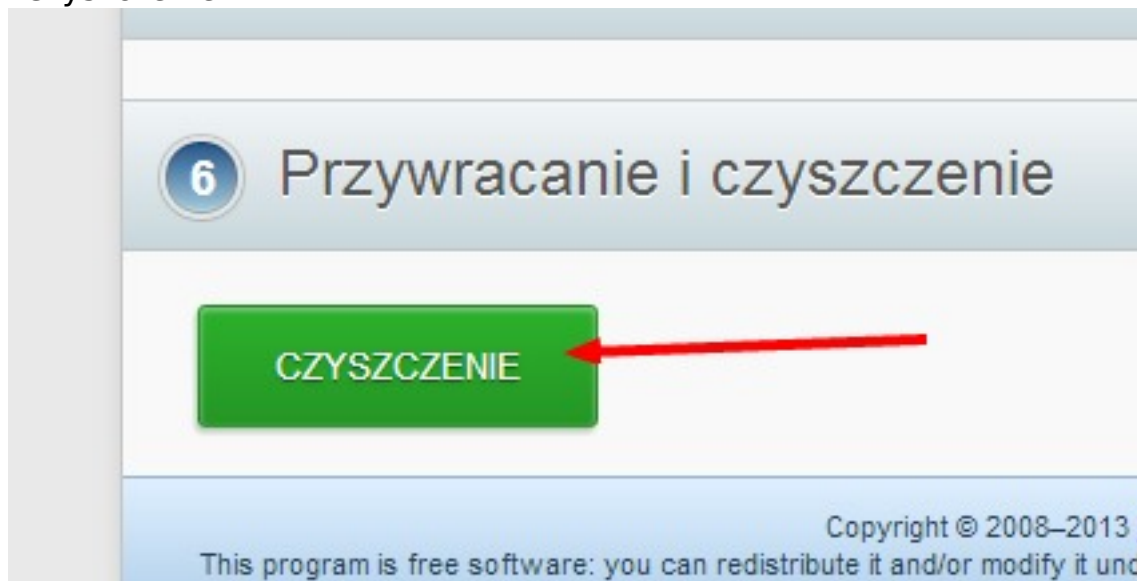 6 Przywracanie i czyszczenie
CZYSZCZENIE
Copyright © 2008–2013
This program is free software: you can redistribute it and/or modify it